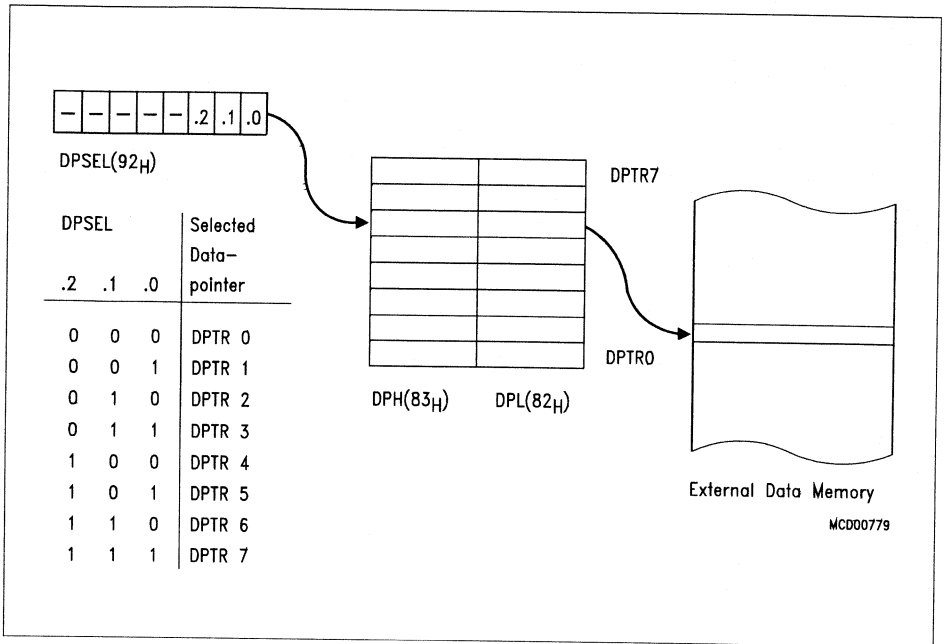 – – – – – .2 .1 .0
DPSEL(92H)
DPSEL Selected
Data–
.2 .1 .0 pointer
0 0 0 DPTR 0
0 0 1 DPTR 1
0 1 0 DPTR 2
0 1 1 DPTR 3
1 0 0 DPTR 4
1 0 1 DPTR 5
1 1 0 DPTR 6
1 1 1 DPTR 7
DPTR7
DPTR0
DPH(83H) DPL(82H)
External Data Memory
MCD00779